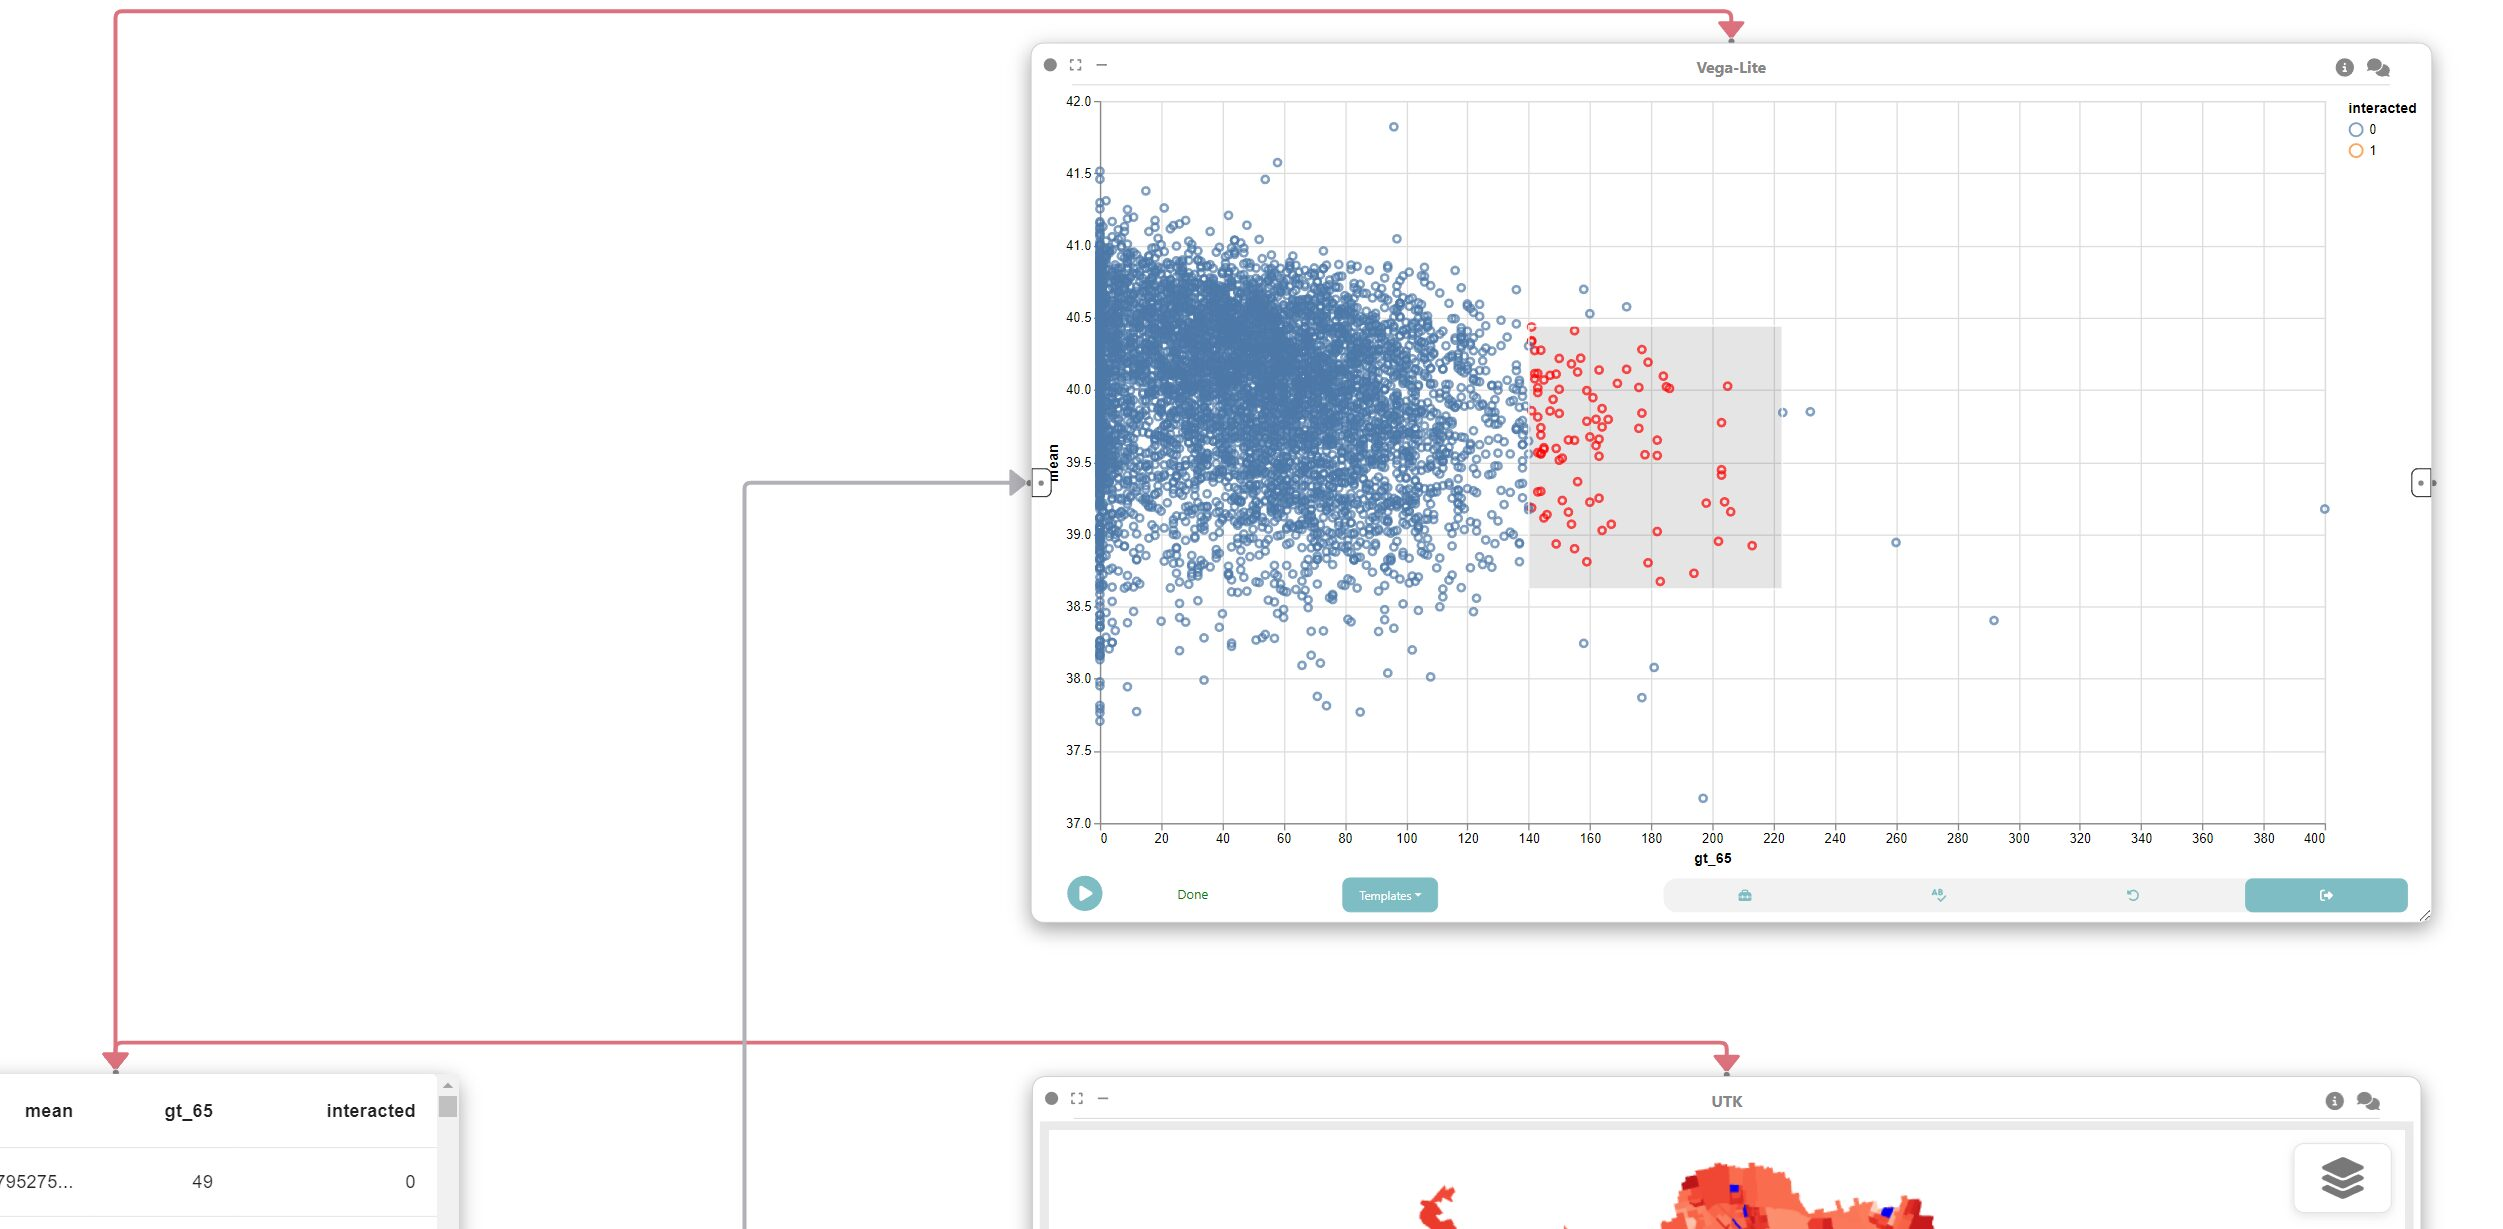 Vega-Lite
interacted
0
1
42.0
41.5
41.0
40.5
40.0
39.5
39.0
38.5
38.0
37.5
37.0
mean
0 20 40 60 80 100 120 140 160 180 200 220 240 260 280 300 320 340 360 380 400
gt_65
Done Templates
mean gt_65 interacted
795275... 49 0
UTK